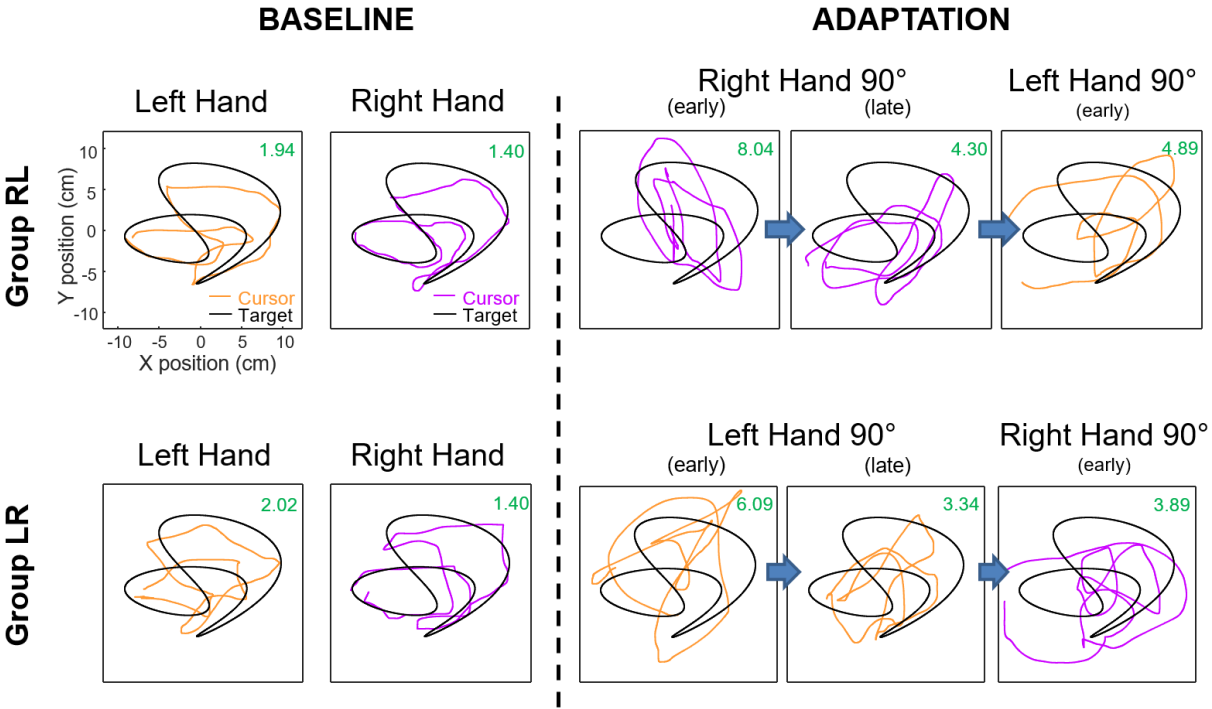 BASELINE
ADAPTATION
Group RL
Left Hand
Right Hand
Right Hand 90°
(early)
(late)
Left Hand 90°
(early)
1.94
1.40
8.04
4.30
4.89
Y position (cm)
10
5
0
-5
-10
Cursor
Target
Cursor
Target
-10 -5 0 5 10
X position (cm)
Group LR
Left Hand
Right Hand
Left Hand 90°
(early)
(late)
Right Hand 90°
(early)
2.02
1.40
6.09
3.34
3.89